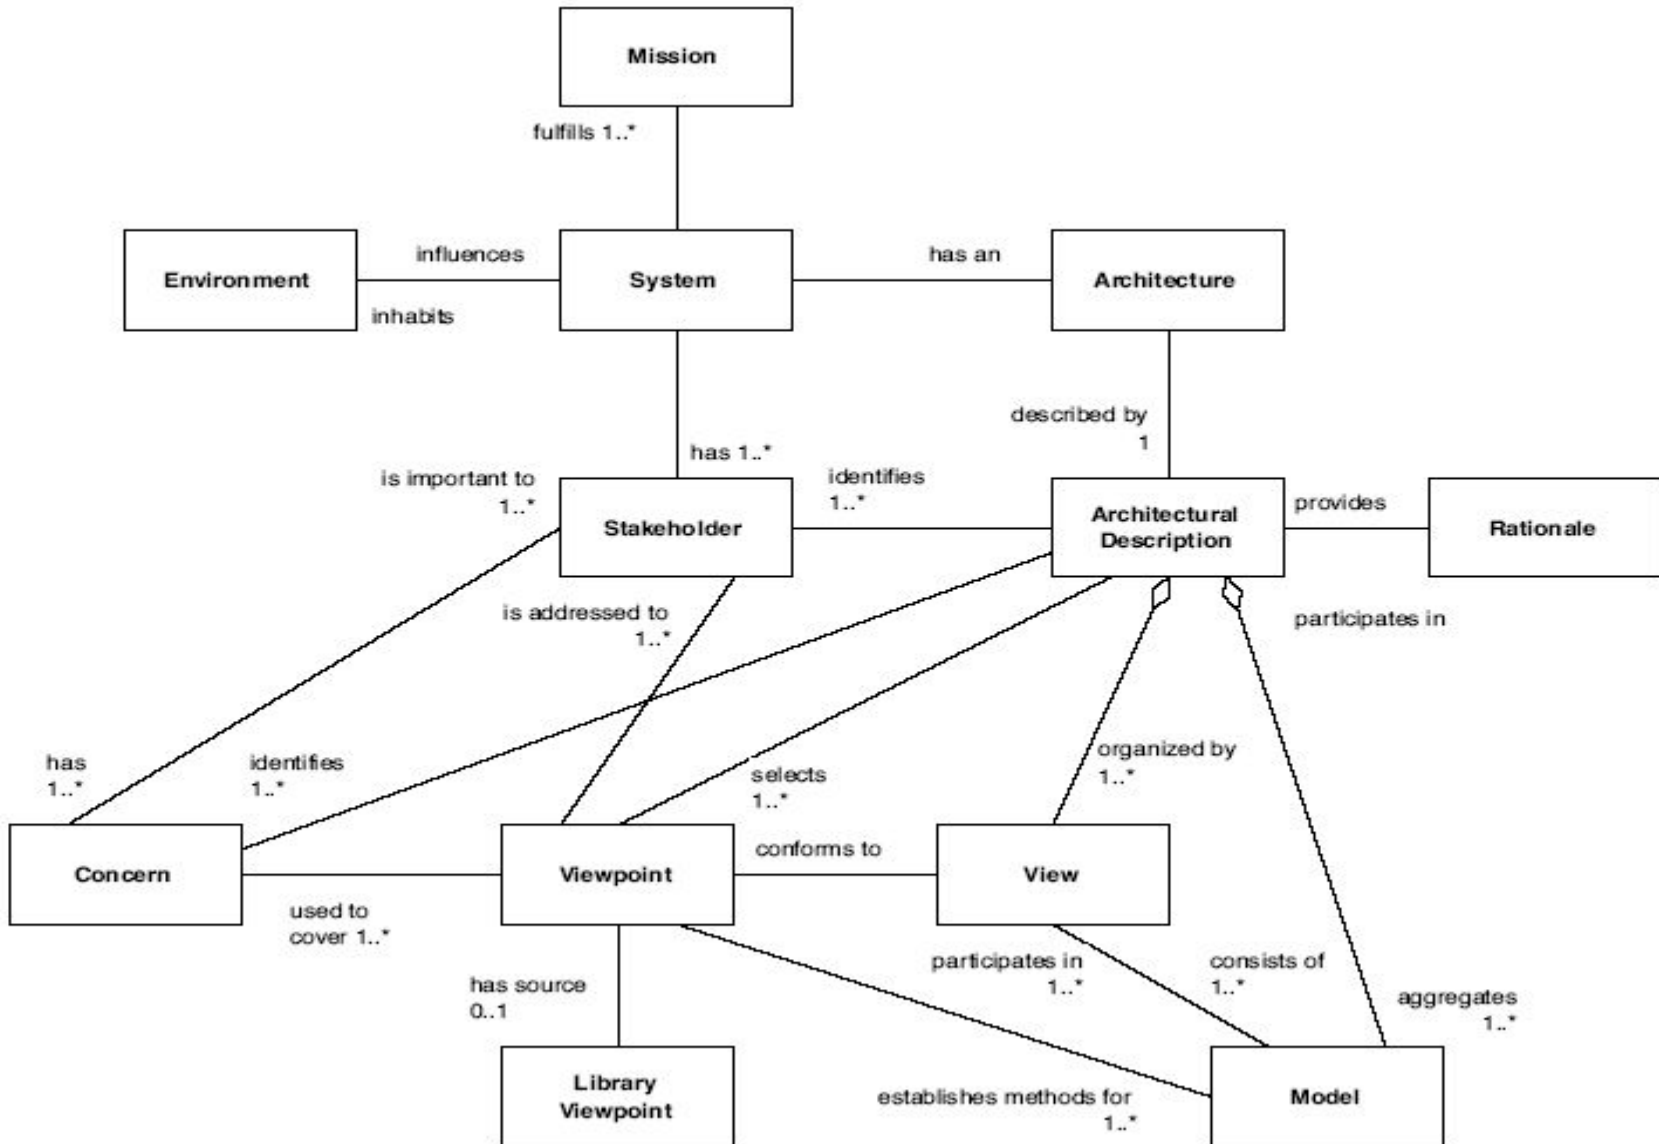 Mission
fulfills 1..*
Environment
influences
inhabits
System
has an
Architecture
described by
1
has 1..*
is important to
1..*
identifies
1..*
Stakeholder
Architectural
Description
provides
Rationale
is addressed to
1..*
participates in
has
1..*
identifies
1..*
selects
1..*
organized by
1..*
Concern
Viewpoint
conforms to
View
used to
cover 1..*
has source
0..1
participates in
1..*
consists of
1..*
aggregates
1..*
Library
Viewpoint
establishes methods for
1..*
Model